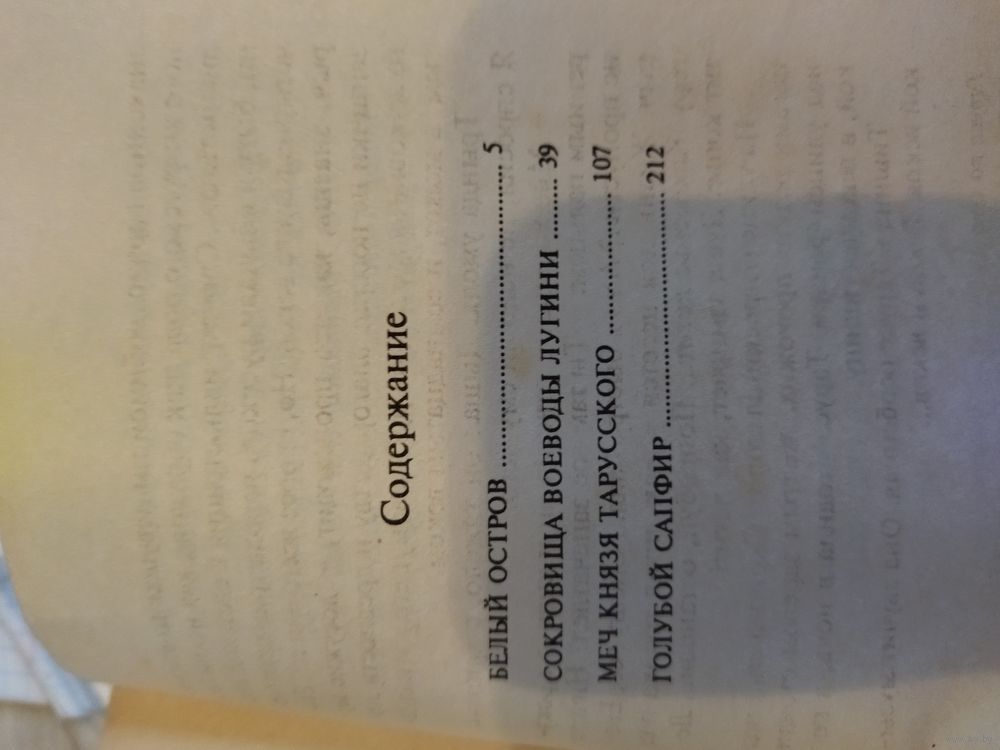 Содержание
БЕЛЫЙ ОСТРОВ 5
СОКРОВИЩА ВОЕВОДЫ ЛУГИНИ 39
МЕЧ КНЯЗЯ ТАРУССКОГО 107
ГОЛУБОЙ САПФИР 212